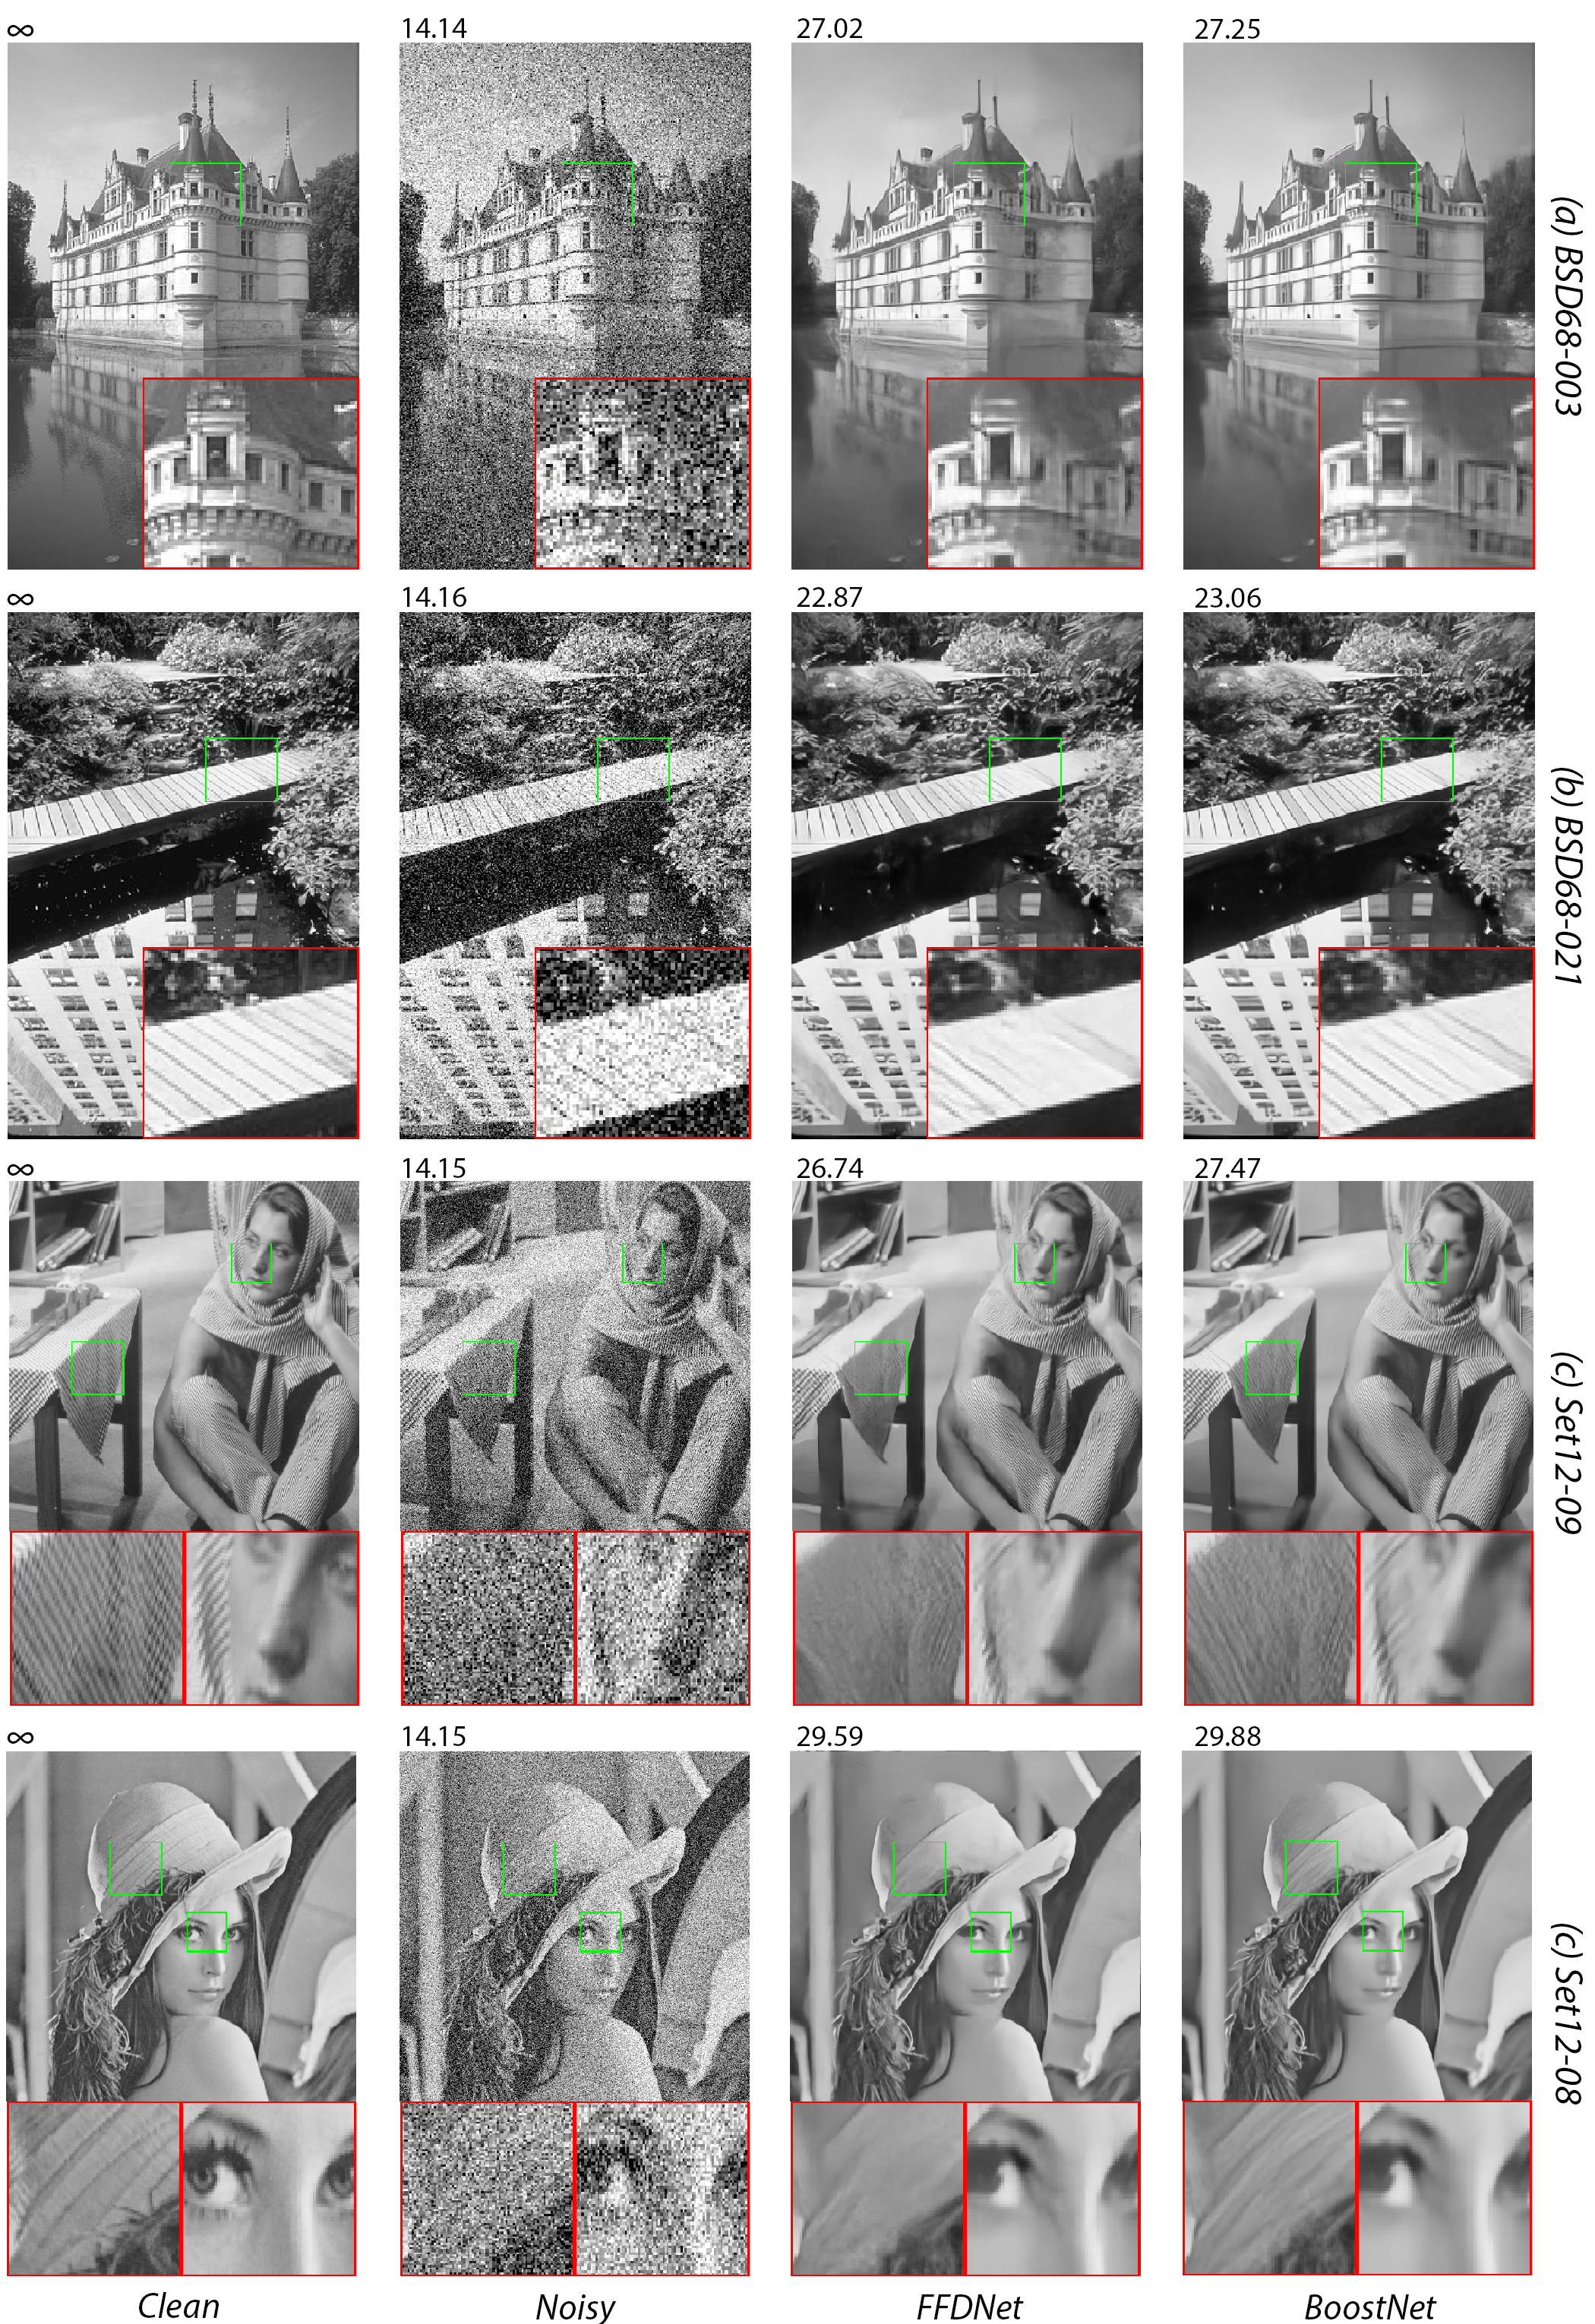 ∞ 14.14 27.02 27.25
(a) BSD68-003
∞ 14.16 22.87 23.06
(b) BSD68-021
∞ 14.15 26.74 27.47
(c) Set12-09
∞ 14.15 29.59 29.88
(c) Set12-08
Clean Noisy FFDNet BoostNet